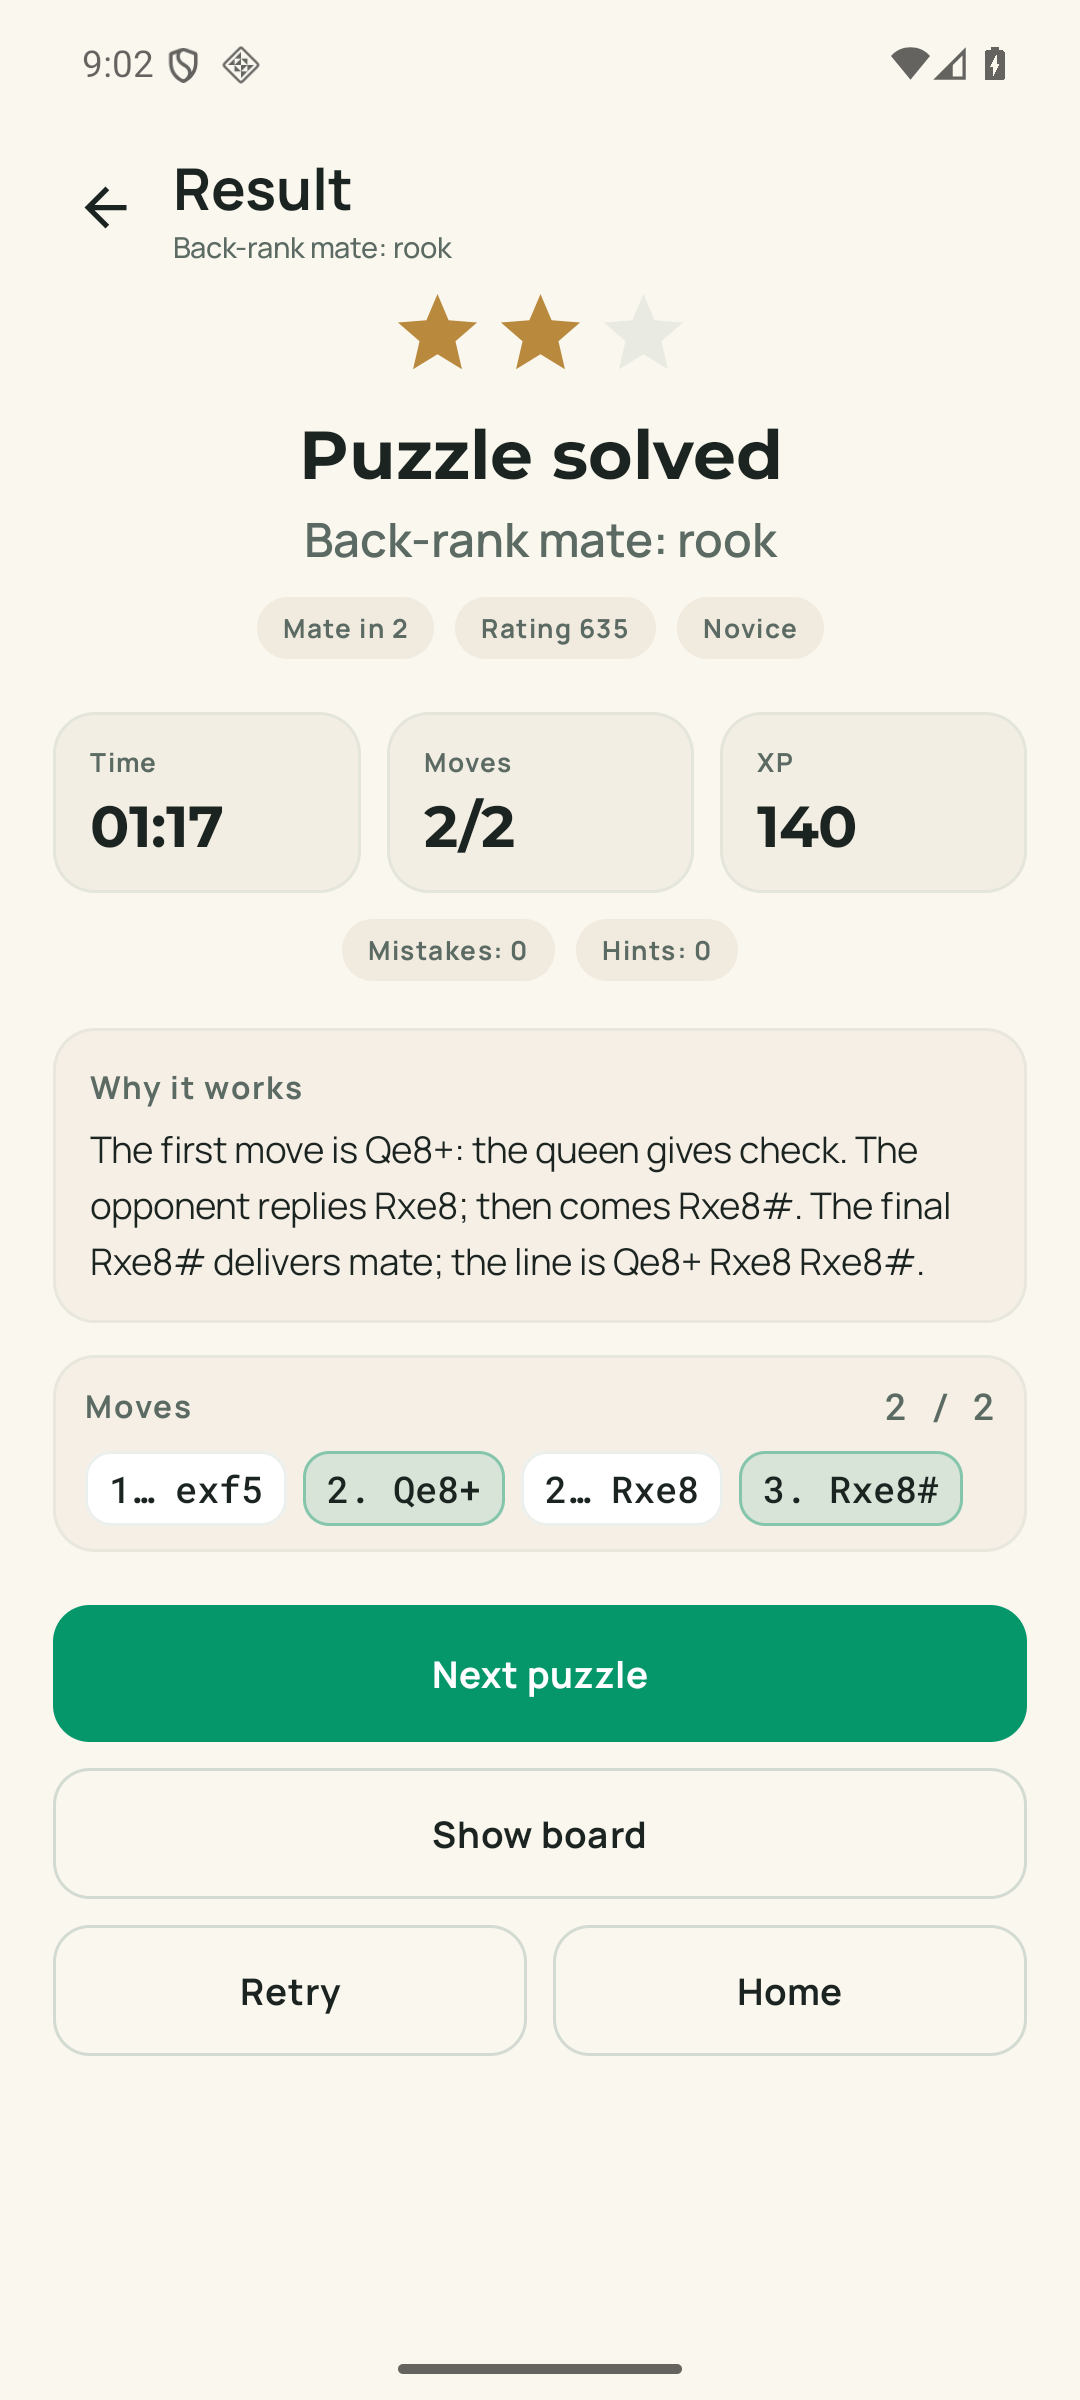 9:02
Result
Back-rank mate: rook
Puzzle solved
Back-rank mate: rook
Mate in 2 Rating 635 Novice
Time Moves XP
01:17 2/2 140
Mistakes: 0 Hints: 0
Why it works
The first move is Qe8+: the queen gives check. The
opponent replies Rxe8; then comes Rxe8#. The final
Rxe8# delivers mate; the line is Qe8+ Rxe8 Rxe8#.
Moves 2 / 2
1… exf5 2. Qe8+ 2… Rxe8 3. Rxe8#
Next puzzle
Show board
Retry Home